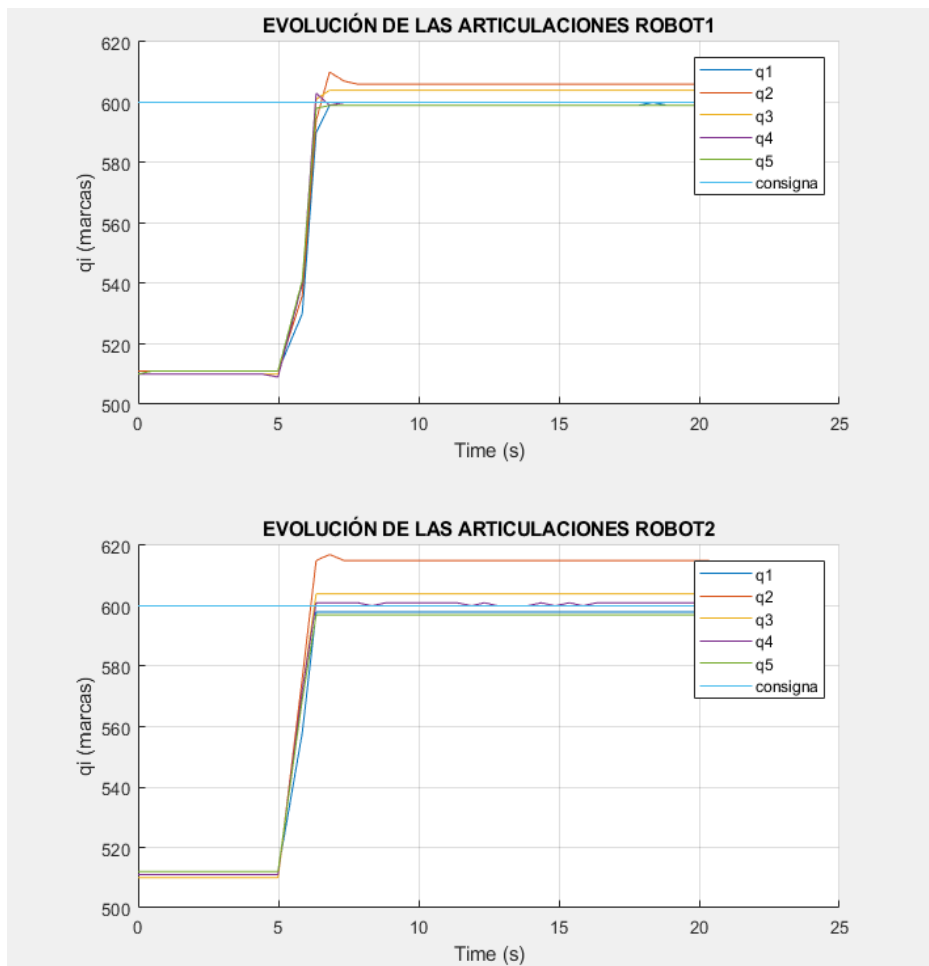 EVOLUCIÓN DE LAS ARTICULACIONES ROBOT1
620
600
580
560
540
520
500
qi (marcas)
0 5 10 15 20 25
Time (s)
q1
q2
q3
q4
q5
consigna
EVOLUCIÓN DE LAS ARTICULACIONES ROBOT2
620
600
580
560
540
520
500
qi (marcas)
0 5 10 15 20 25
Time (s)
q1
q2
q3
q4
q5
consigna